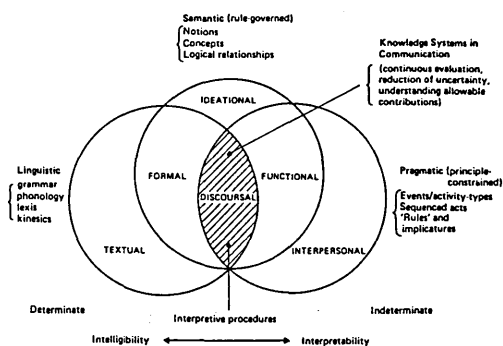 Semantic (rule-governed)
Notions
Concepts
Logical relationships
Knowledge Systems in
Communication
(continuous evaluation,
reduction of uncertainty,
understanding allowable
contributions)
IDEATIONAL
Linguistic
grammar
phonology
lexis
kinesics
FORMAL
FUNCTIONAL
DISCOURSAL
Pragmatic (principle-
constrained)
Events/activity-types
Sequenced acts
'Rules' and
implicatures
TEXTUAL
INTERPERSONAL
Determinate
Interpretive procedures
Indeterminate
Intelligibility
Interpretability